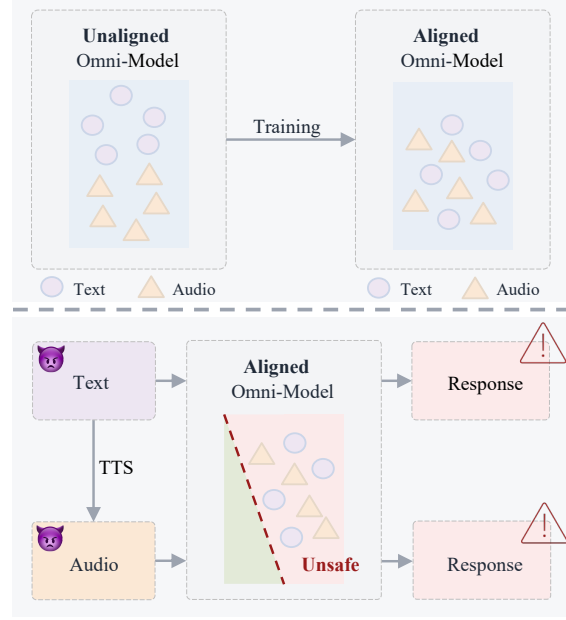 Unaligned
Omni-Model
Aligned
Omni-Model
Training
Text
Audio
Text
Audio
Text
Aligned
Omni-Model
Response
TTS
Audio
Unsafe
Response